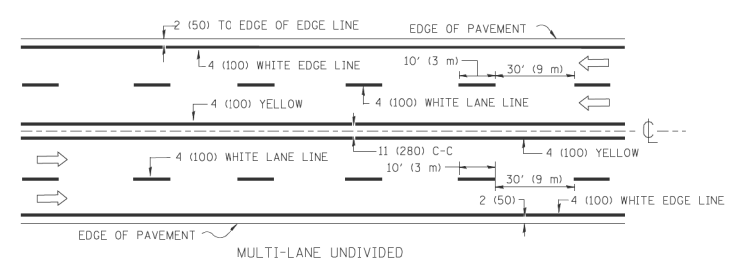 2 (50) TO EDGE OF EDGE LINE
EDGE OF PAVEMENT
4 (100) WHITE EDGE LINE
10' (3 m)
30' (9 m)
4 (100) YELLOW
4 (100) WHITE LANE LINE
℄
4 (100) WHITE LANE LINE
11 (280) C-C
4 (100) YELLOW
10' (3 m)
30' (9 m)
2 (50)
4 (100) WHITE EDGE LINE
EDGE OF PAVEMENT
MULTI-LANE UNDIVIDED